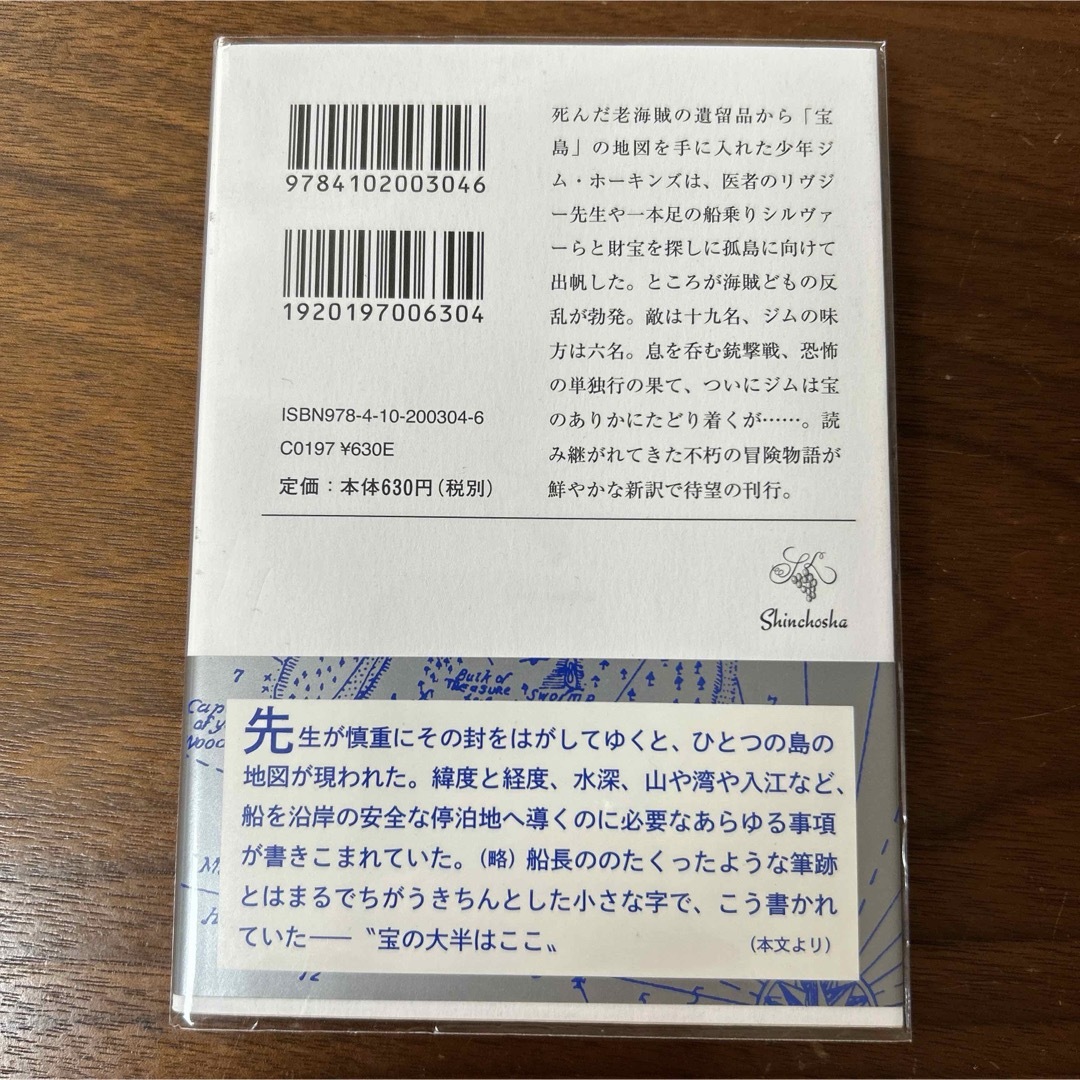 9784102003046
1920197006304
ISBN978-4-10-200304-6
C0197 ¥630E
定価：本体630円（税別）
死んだ老海賊の遺留品から「宝
島」の地図を手に入れた少年ジ
ム・ホーキンズは、医者のリヴジ
ー先生や一本足の船乗りシルヴァ
ーらと財宝を探しに孤島に向けて
出帆した。ところが海賊どもの反
乱が勃発。敵は十九名、ジムの味
方は六名。息を呑む銃撃戦、恐怖
の単独行の果て、ついにジムは宝
のありかにたどり着くが……。読
み継がれてきた不朽の冒険物語が
鮮やかな新訳で待望の刊行。
Shinchosha
7
Bulk of
Treasure
Swamp
Cap
of y
Wood
先生が慎重にその封をはがしてゆくと、ひとつの島の
地図が現われた。緯度と経度、水深、山や湾や入江など、
船を沿岸の安全な停泊地へ導くのに必要なあらゆる事項
が書きこまれていた。（略）船長ののたくったような筆跡
とはまるでちがうきちんとした小さな字で、こう書かれ
ていた――〝宝の大半はここ〟
（本文より）
12
5
5